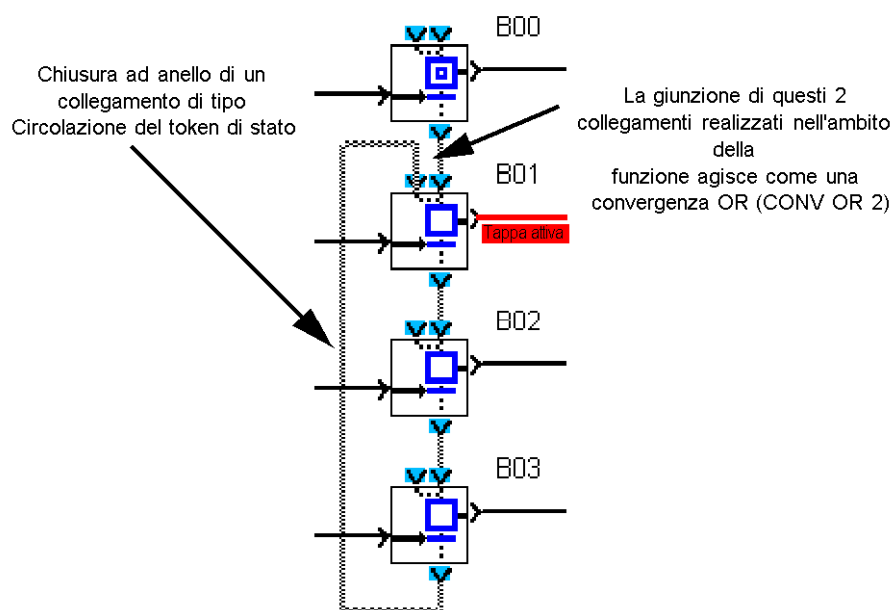 B00
Chiusura ad anello di un
collegamento di tipo
Circolazione del token di stato
La giunzione di questi 2
collegamenti realizzati nell'ambito
della
funzione agisce come una
convergenza OR (CONV OR 2)
B01
Tappa attiva
B02
B03